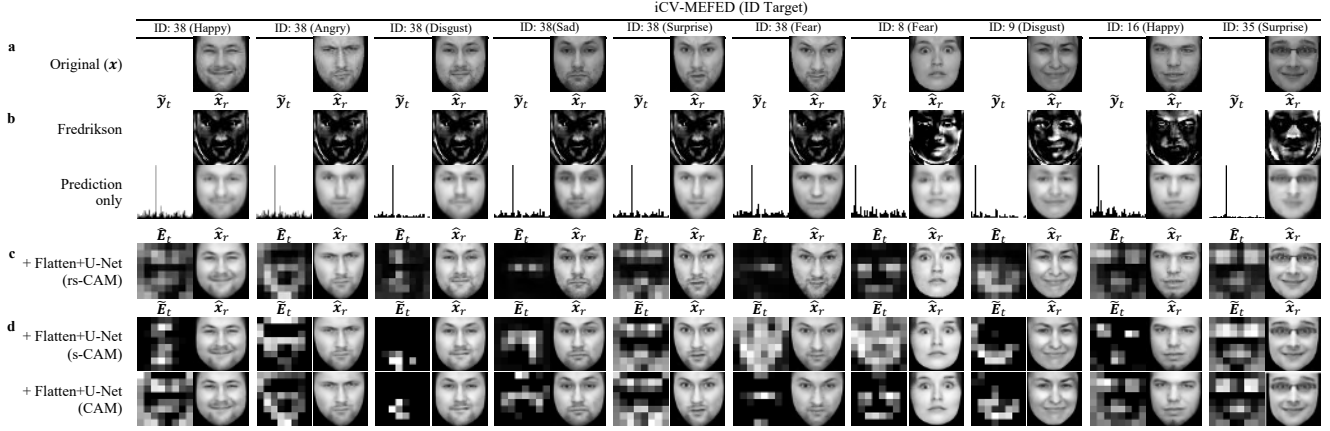 iCV-MEFED (ID Target)
ID: 38 (Happy) ID: 38 (Angry) ID: 38 (Disgust) ID: 38(Sad) ID: 38 (Surprise) ID: 38 (Fear) ID: 8 (Fear) ID: 9 (Disgust) ID: 16 (Happy) ID: 35 (Surprise)
a
Original (𝒙)
ỹₜ x̂ᵣ ỹₜ x̂ᵣ ỹₜ x̂ᵣ ỹₜ x̂ᵣ ỹₜ x̂ᵣ ỹₜ x̂ᵣ ỹₜ x̂ᵣ ỹₜ x̂ᵣ ỹₜ x̂ᵣ ỹₜ x̂ᵣ
b
Fredrikson
Prediction
only
Êₜ x̂ᵣ Êₜ x̂ᵣ Êₜ x̂ᵣ Êₜ x̂ᵣ Êₜ x̂ᵣ Êₜ x̂ᵣ Êₜ x̂ᵣ Êₜ x̂ᵣ Êₜ x̂ᵣ Êₜ x̂ᵣ
c
+ Flatten+U-Net
(rs-CAM)
Ẽₜ x̂ᵣ Ẽₜ x̂ᵣ Ẽₜ x̂ᵣ Ẽₜ x̂ᵣ Ẽₜ x̂ᵣ Ẽₜ x̂ᵣ Ẽₜ x̂ᵣ Ẽₜ x̂ᵣ Ẽₜ x̂ᵣ Ẽₜ x̂ᵣ
d
+ Flatten+U-Net
(s-CAM)
+ Flatten+U-Net
(CAM)